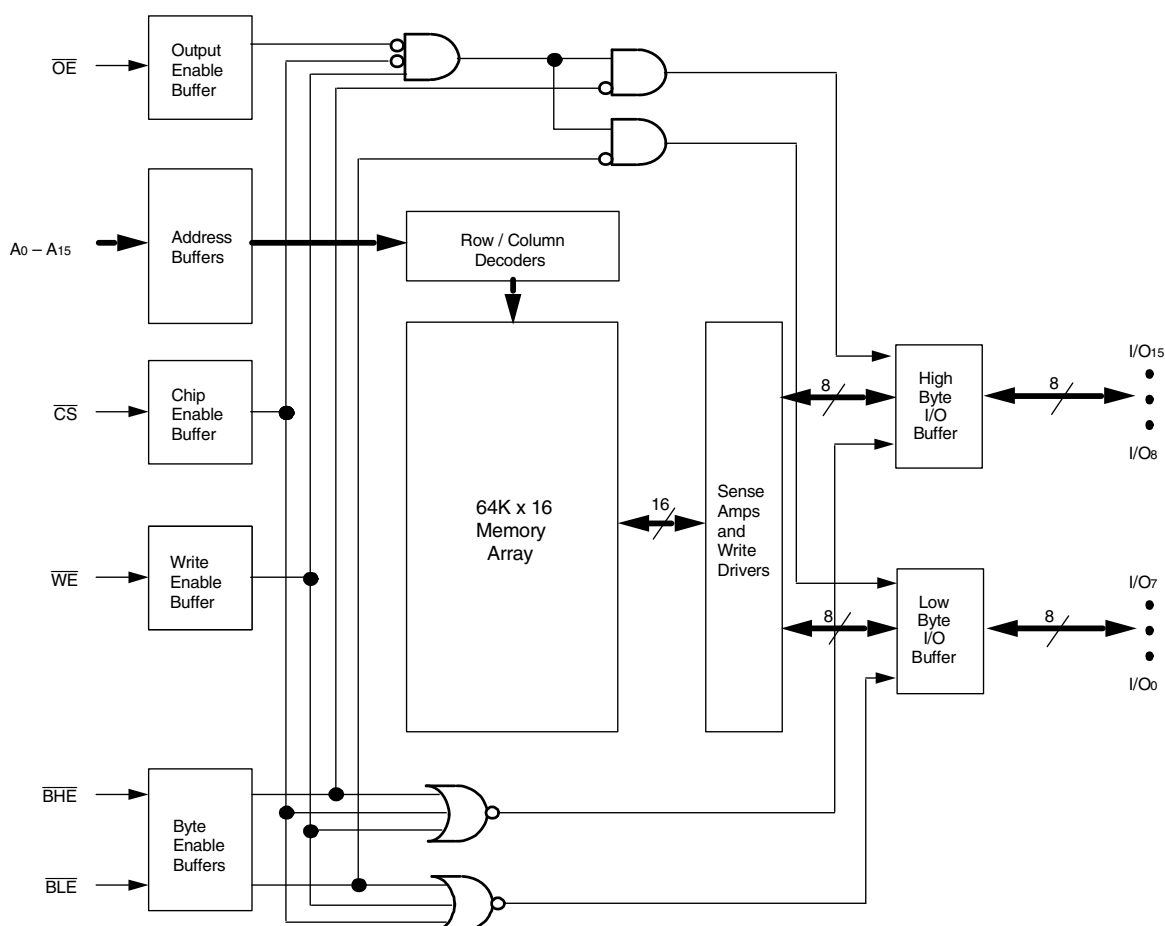 OE
Output
Enable
Buffer
A0 – A15
Address
Buffers
Row / Column
Decoders
CS
Chip
Enable
Buffer
WE
Write
Enable
Buffer
64K x 16
Memory
Array
16
Sense
Amps
and
Write
Drivers
8
High
Byte
I/O
Buffer
8
I/O15
I/O8
8
Low
Byte
I/O
Buffer
8
I/O7
I/O0
BHE
Byte
Enable
Buffers
BLE